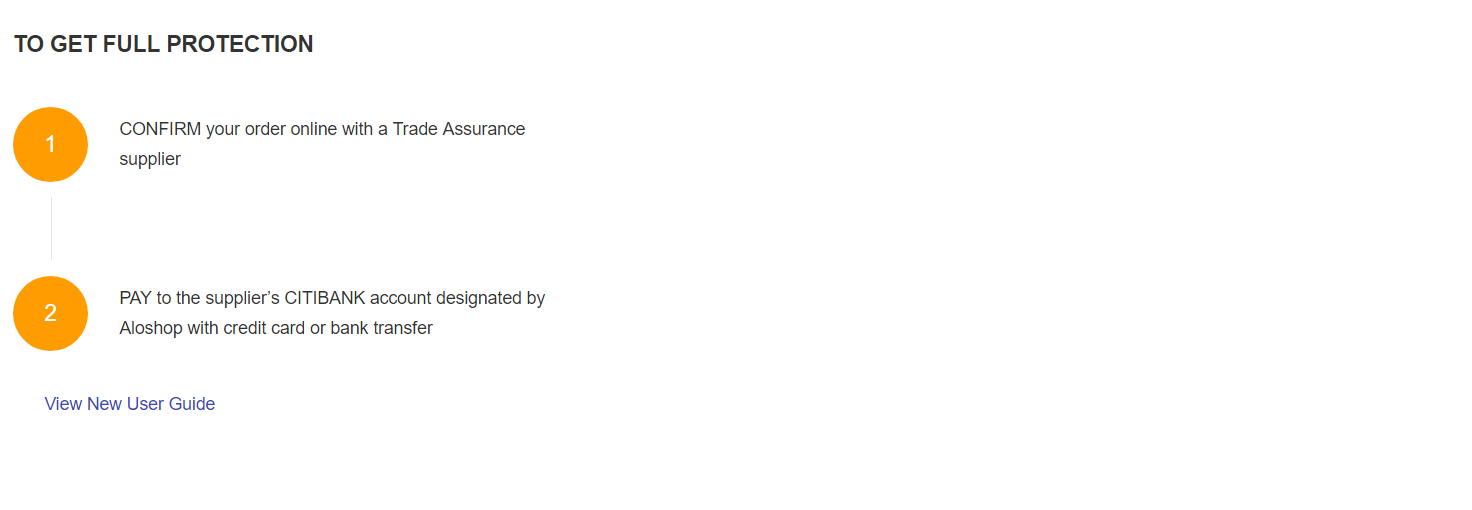 TO GET FULL PROTECTION
1
CONFIRM your order online with a Trade Assurance
supplier
2
PAY to the supplier’s CITIBANK account designated by
Aloshop with credit card or bank transfer
View New User Guide